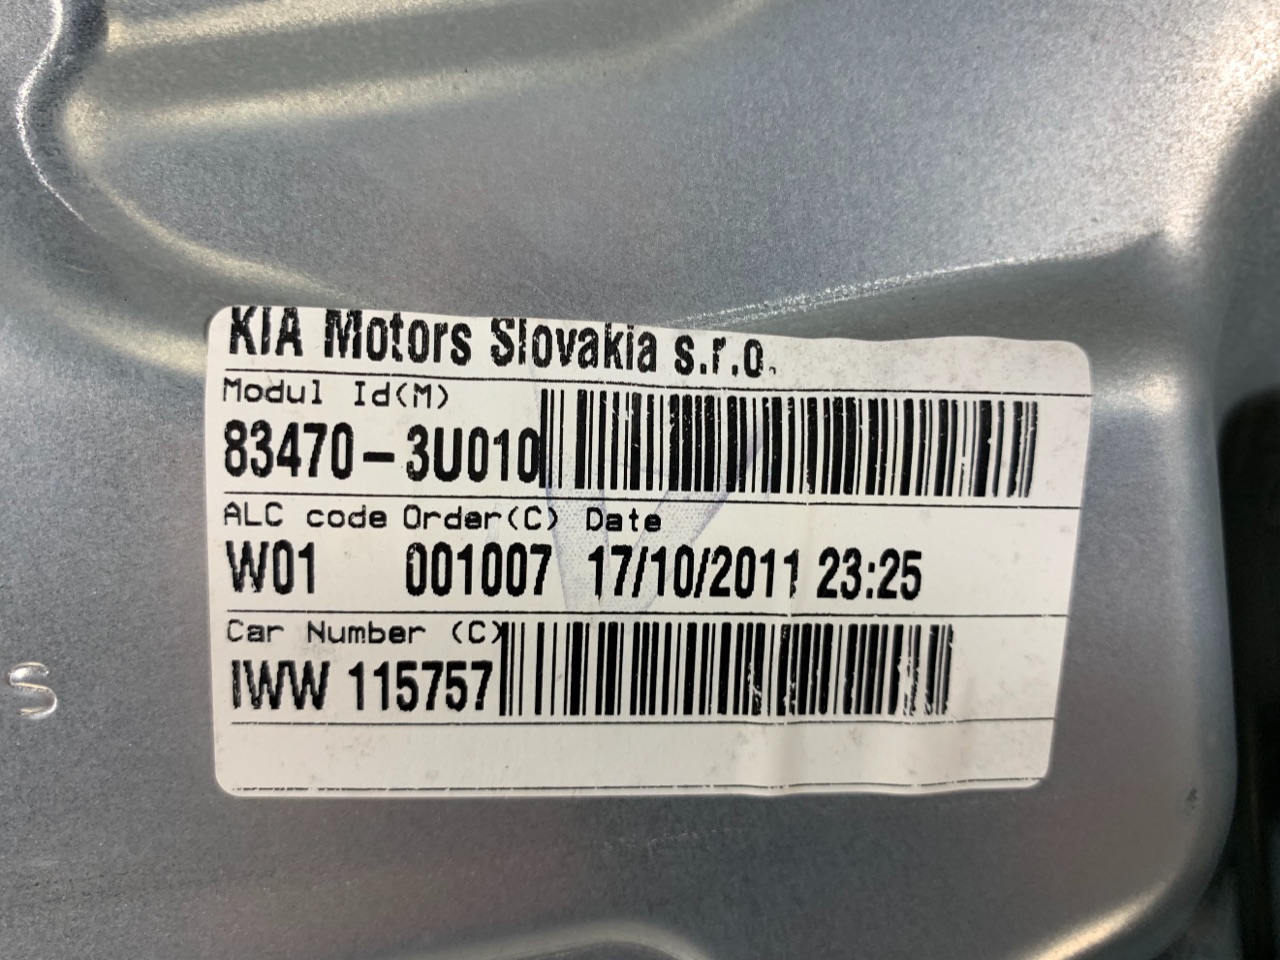 KIA Motors Slovakia s.r.o.
Modul Id(M)
83470-3U010
ALC code Order(C) Date
W01 001007 17/10/2011 23:25
Car Number (C)
IWW 115757
S